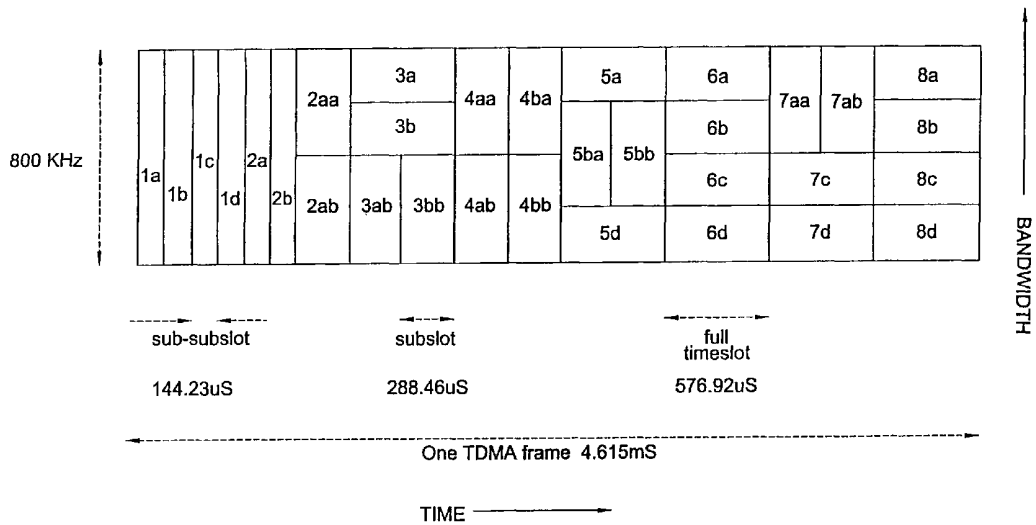 800 KHz
1a
1b
1c
1d
2a
2b
2aa
2ab
3a
3b
3ab
3bb
4aa
4ab
4ba
4bb
5a
5ba
5bb
5d
6a
6b
6c
6d
7aa
7ab
7c
7d
8a
8b
8c
8d
BANDWIDTH
sub-subslot
144.23uS
subslot
288.46uS
full
timeslot
576.92uS
One TDMA frame 4.615mS
TIME